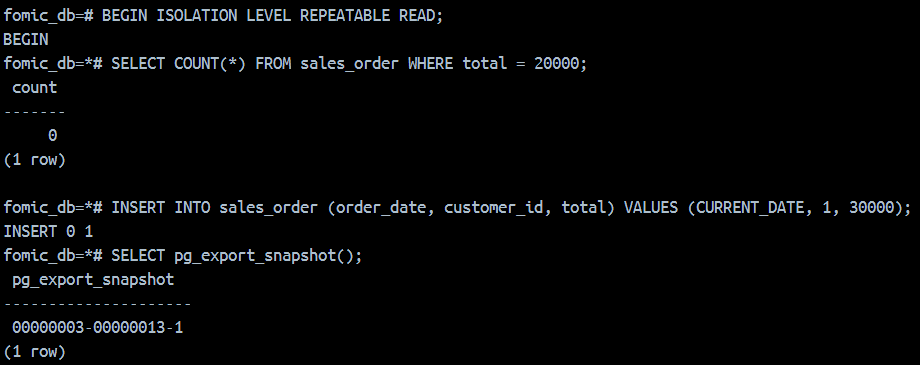 fomic_db=# BEGIN ISOLATION LEVEL REPEATABLE READ;
BEGIN
fomic_db=*# SELECT COUNT(*) FROM sales_order WHERE total = 20000;
 count
-------
     0
(1 row)

fomic_db=*# INSERT INTO sales_order (order_date, customer_id, total) VALUES (CURRENT_DATE, 1, 30000);
INSERT 0 1
fomic_db=*# SELECT pg_export_snapshot();
 pg_export_snapshot
---------------------
 00000003-00000013-1
(1 row)